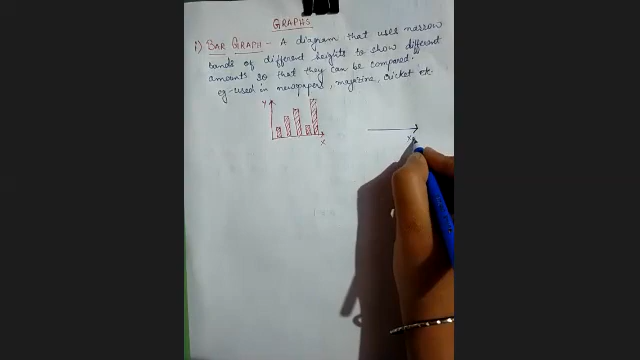 GRAPHS
1) BAR GRAPH - A diagram that uses narrow
bands of different heights to show different
amounts so that they can be compared.
eg - used in newspapers, magazine, cricket etc.
Y
X
X